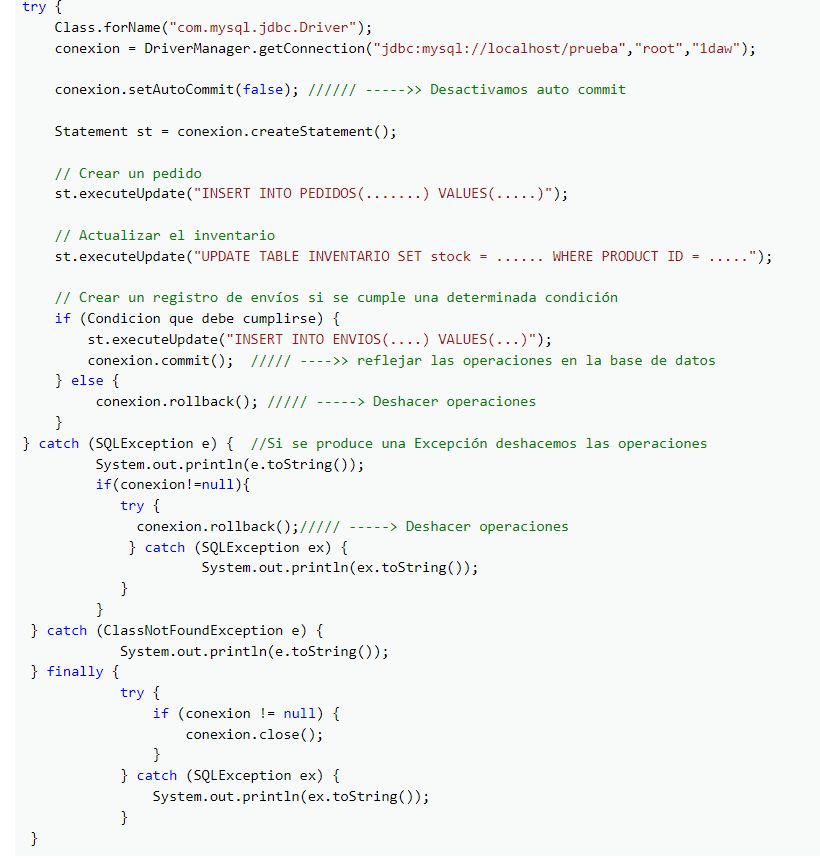 try {
Class.forName("com.mysql.jdbc.Driver");
conexion = DriverManager.getConnection("jdbc:mysql://localhost/prueba","root","1daw");
conexion.setAutoCommit(false); ////// ----->> Desactivamos auto commit
Statement st = conexion.createStatement();
// Crear un pedido
st.executeUpdate("INSERT INTO PEDIDOS(.......) VALUES(.....)");
// Actualizar el inventario
st.executeUpdate("UPDATE TABLE INVENTARIO SET stock = ...... WHERE PRODUCT ID = .....");
// Crear un registro de envíos si se cumple una determinada condición
if (Condicion que debe cumplirse) {
st.executeUpdate("INSERT INTO ENVIOS(....) VALUES(...)");
conexion.commit();  ///// ---->> reflejar las operaciones en la base de datos
} else {
conexion.rollback(); ///// -----> Deshacer operaciones
}
} catch (SQLException e) {  //Si se produce una Excepción deshacemos las operaciones
System.out.println(e.toString());
if(conexion!=null){
try {
conexion.rollback();///// -----> Deshacer operaciones
} catch (SQLException ex) {
System.out.println(ex.toString());
}
}
} catch (ClassNotFoundException e) {
System.out.println(e.toString());
} finally {
try {
if (conexion != null) {
conexion.close();
}
} catch (SQLException ex) {
System.out.println(ex.toString());
}
}